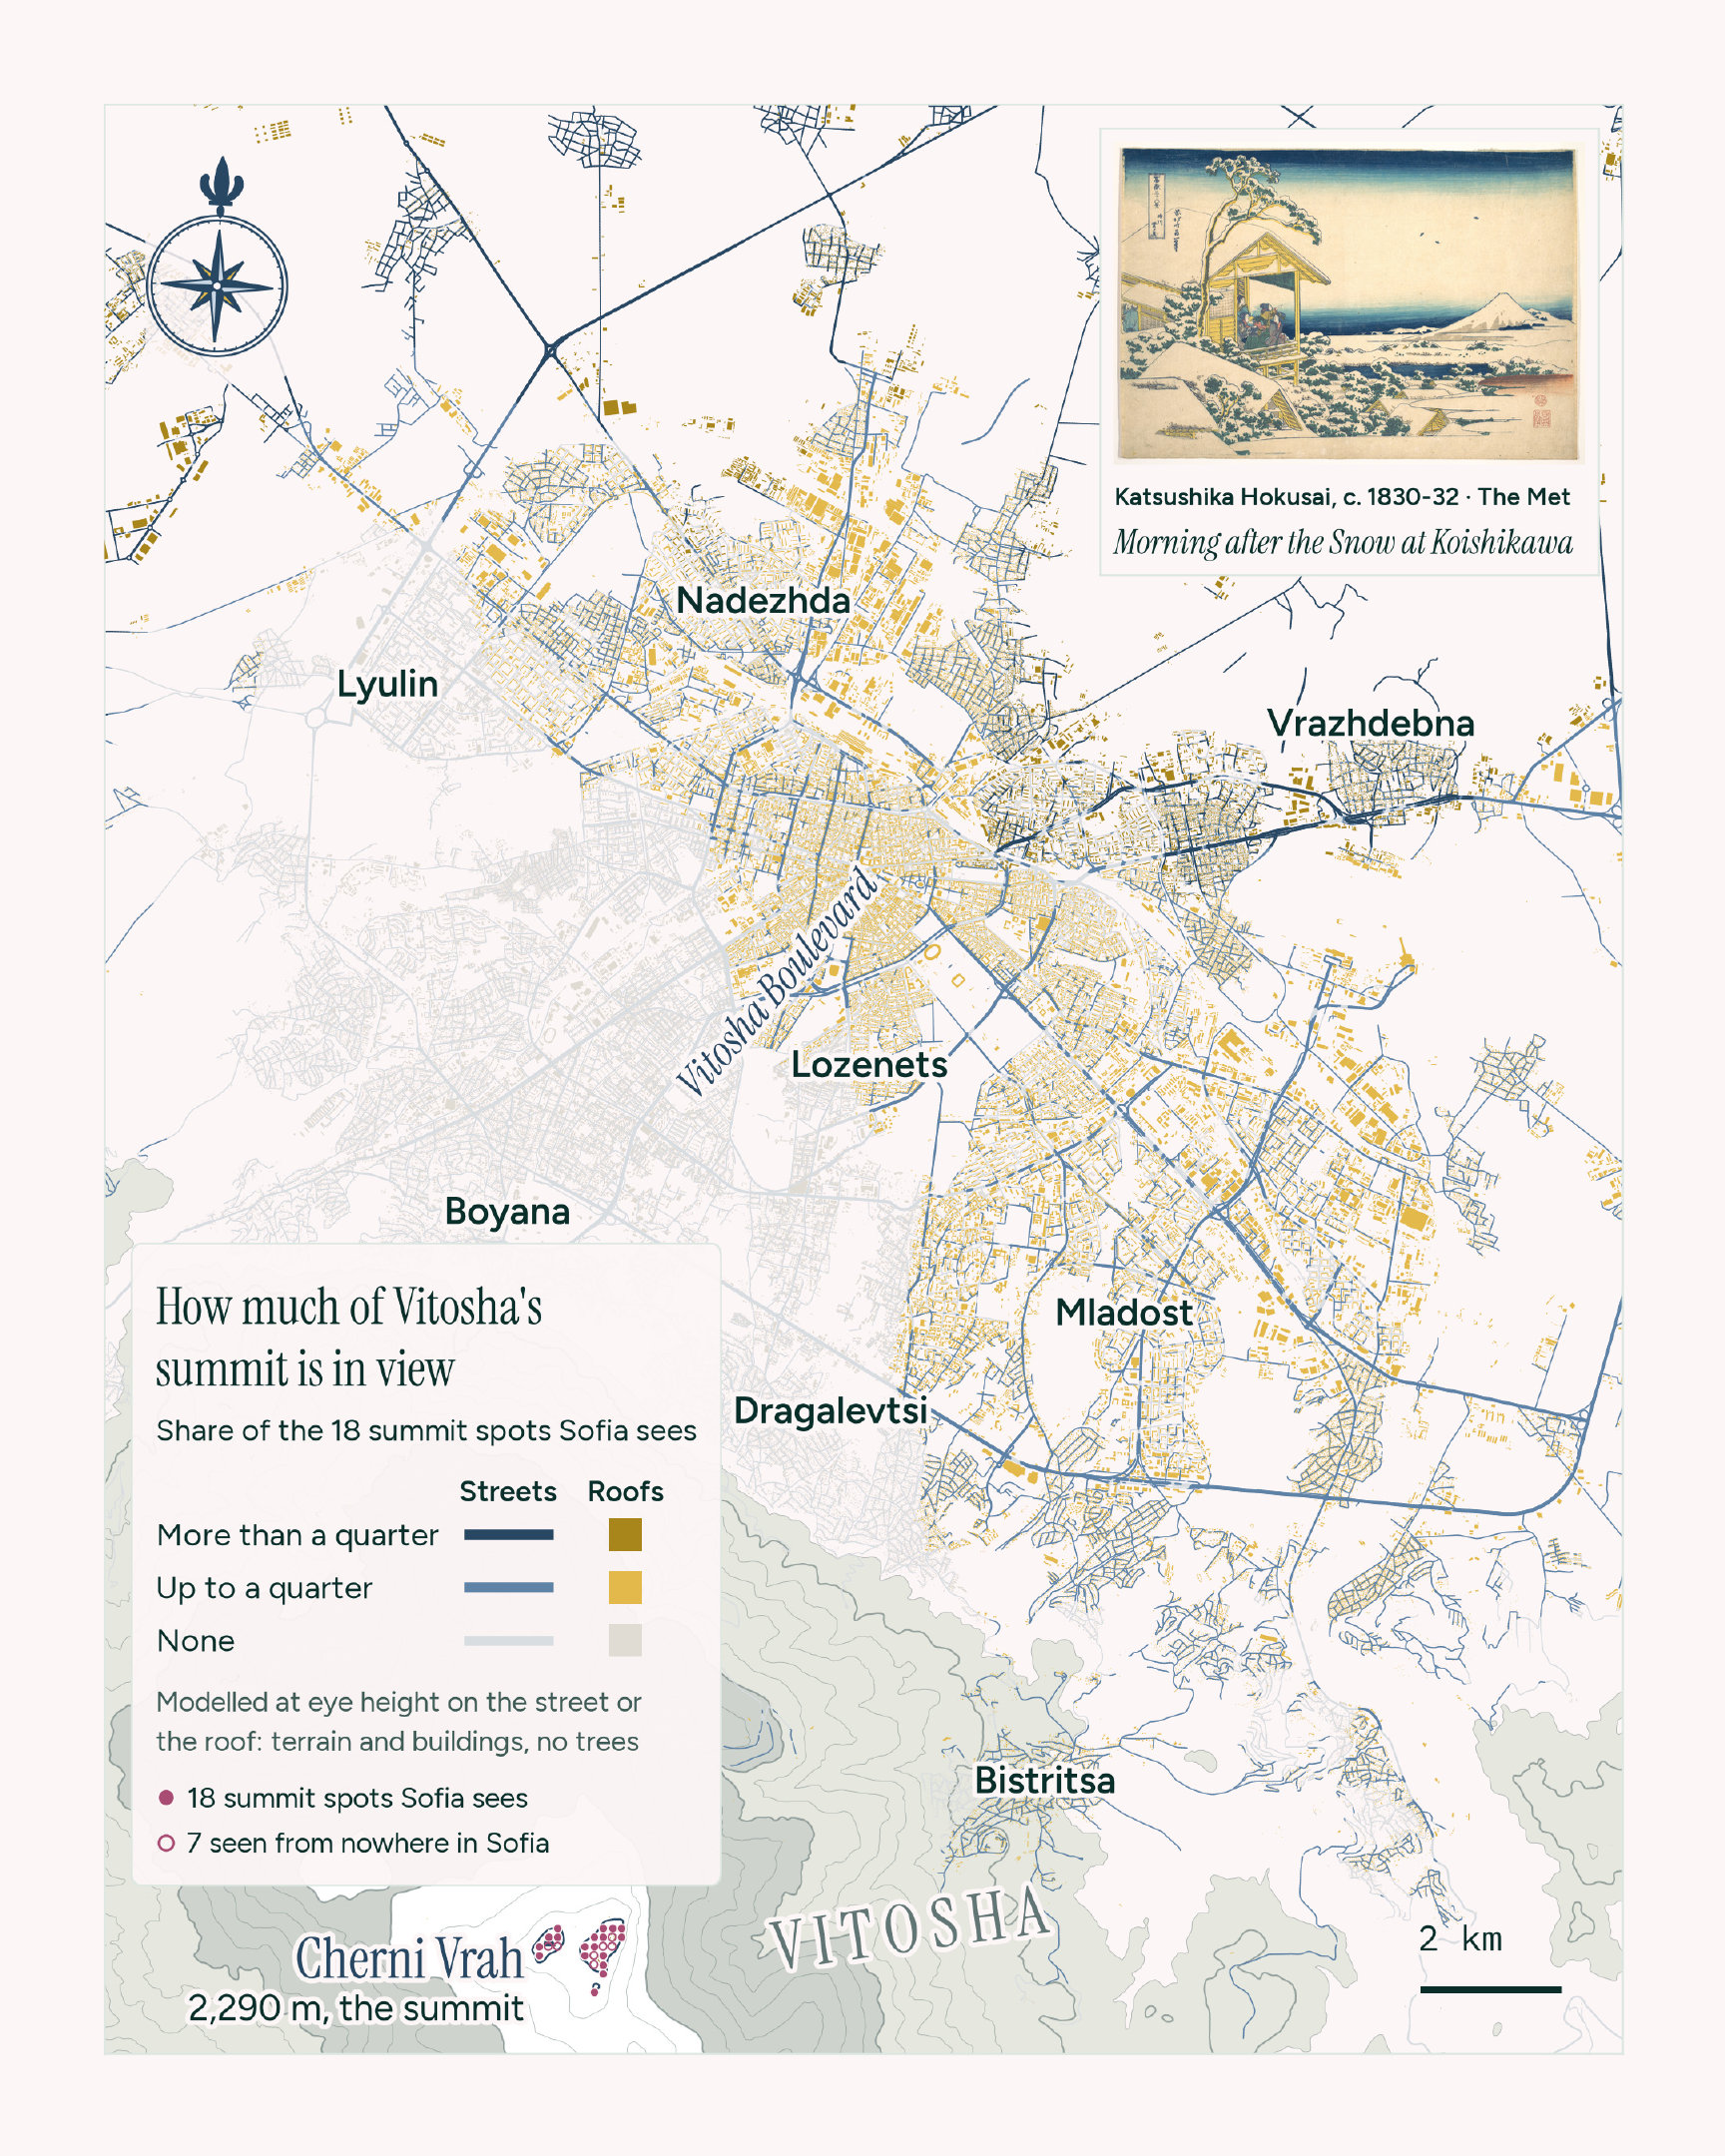 Katsushika Hokusai, c. 1830-32 · The Met
Morning after the Snow at Koishikawa
Nadezhda
Lyulin
Vrazhdebna
Vitosha Boulevard
Lozenets
Boyana
Mladost
Dragalevtsi
Bistritsa
How much of Vitosha's
summit is in view
Share of the 18 summit spots Sofia sees
Streets Roofs
More than a quarter
Up to a quarter
None
Modelled at eye height on the street or
the roof: terrain and buildings, no trees
18 summit spots Sofia sees
7 seen from nowhere in Sofia
VITOSHA
Cherni Vrah
2,290 m, the summit
2 km